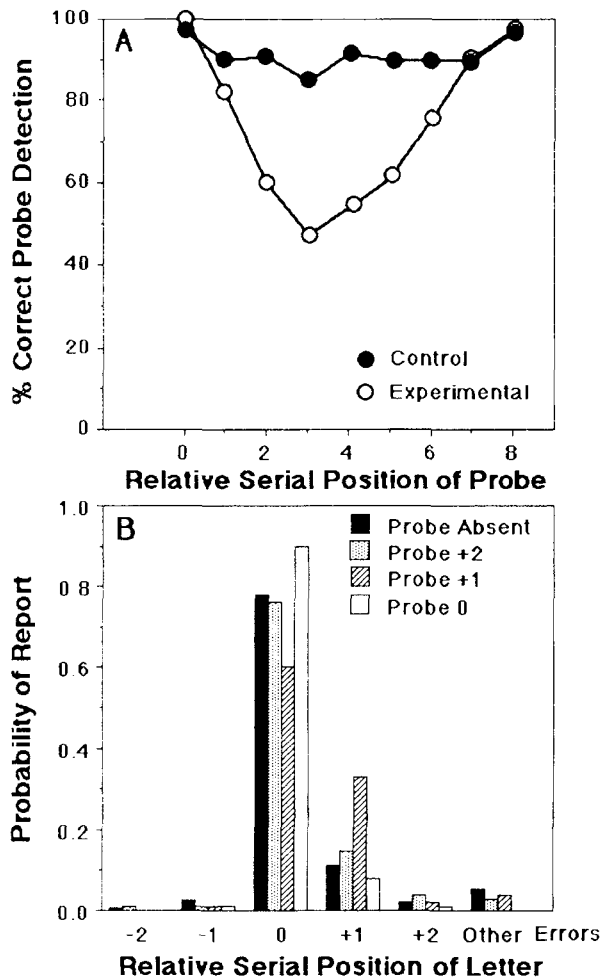 A
% Correct Probe Detection
100
80
60
40
20
0
Control
Experimental
0 2 4 6 8
Relative Serial Position of Probe
B
Probability of Report
1.0
0.8
0.6
0.4
0.2
0.0
Probe Absent
Probe +2
Probe +1
Probe 0
-2 -1 0 +1 +2 Other Errors
Relative Serial Position of Letter